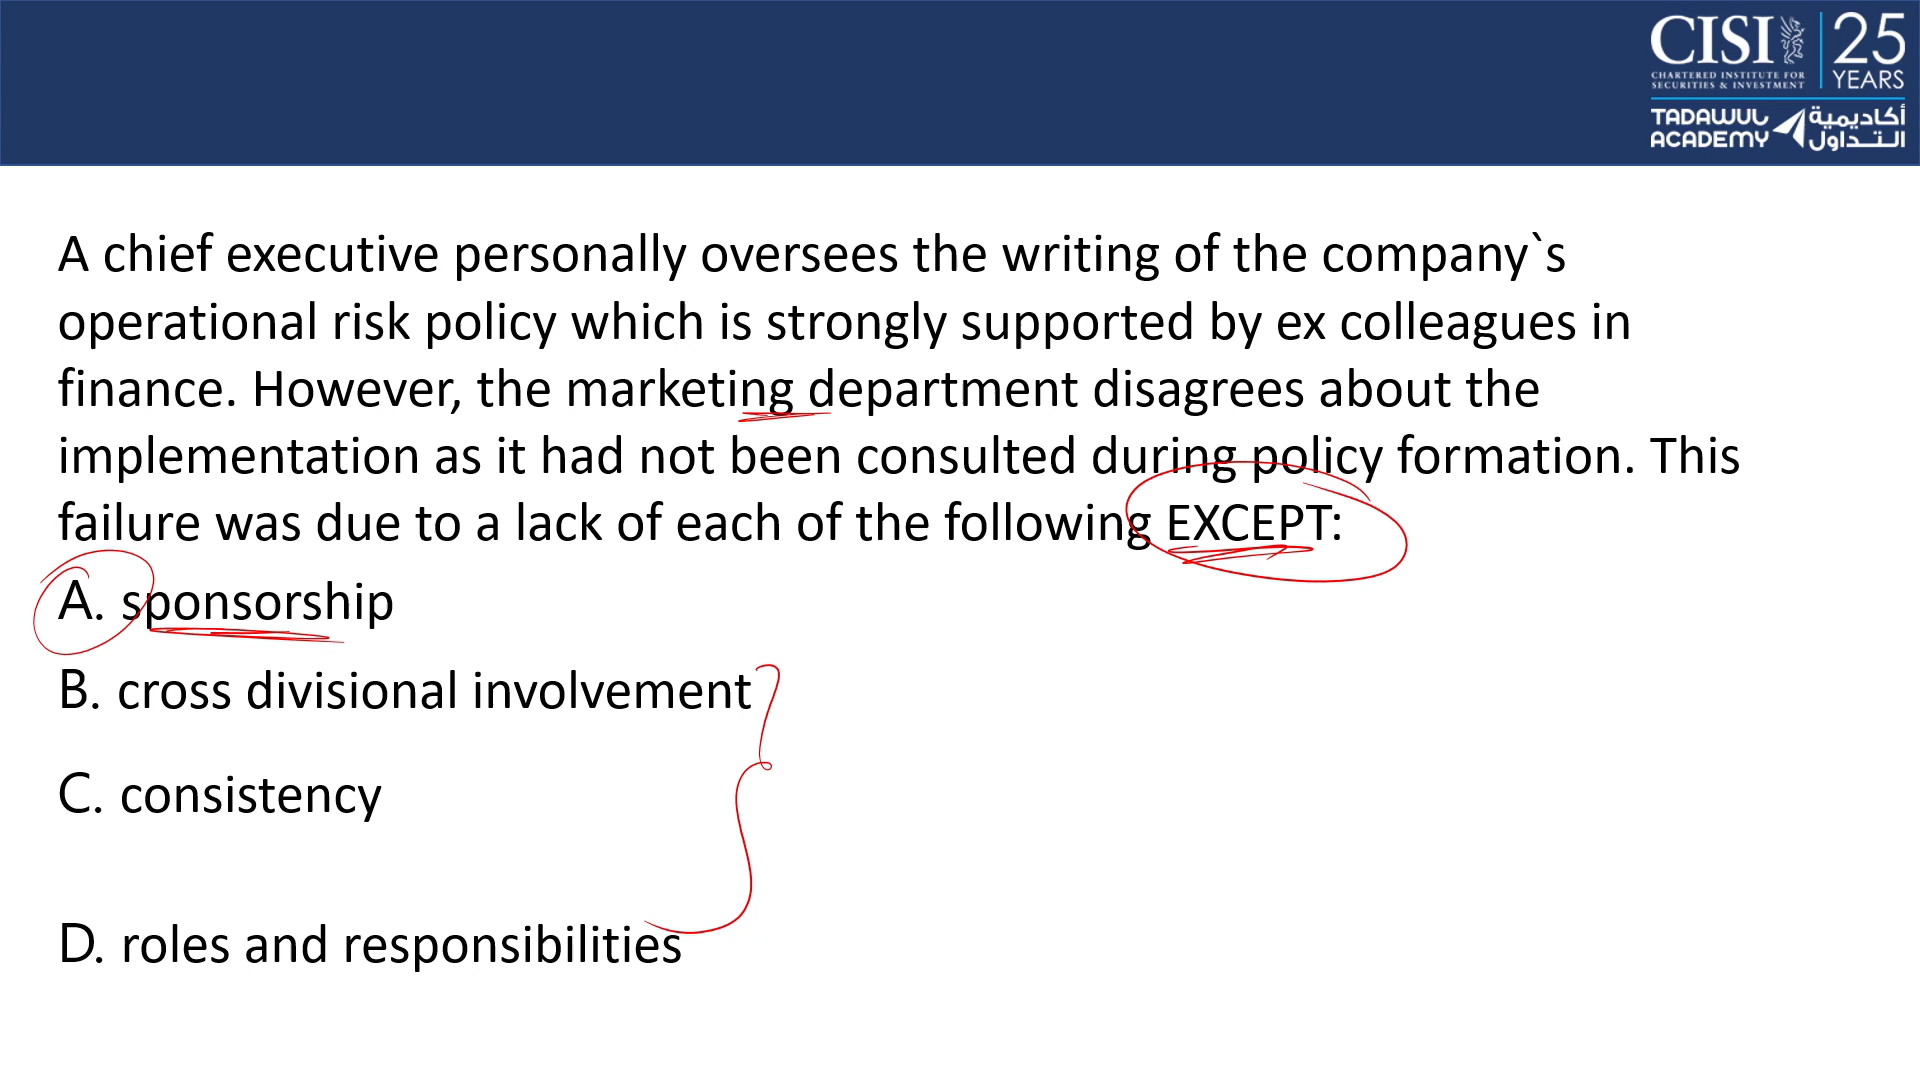 CISI
CHARTERED INSTITUTE FOR
SECURITIES & INVESTMENT
25
YEARS
TADAWUL
ACADEMY
أكاديمية
التداول
A chief executive personally oversees the writing of the company`s
operational risk policy which is strongly supported by ex colleagues in
finance. However, the marketing department disagrees about the
implementation as it had not been consulted during policy formation. This
failure was due to a lack of each of the following EXCEPT:
A. sponsorship
B. cross divisional involvement
C. consistency
D. roles and responsibilities